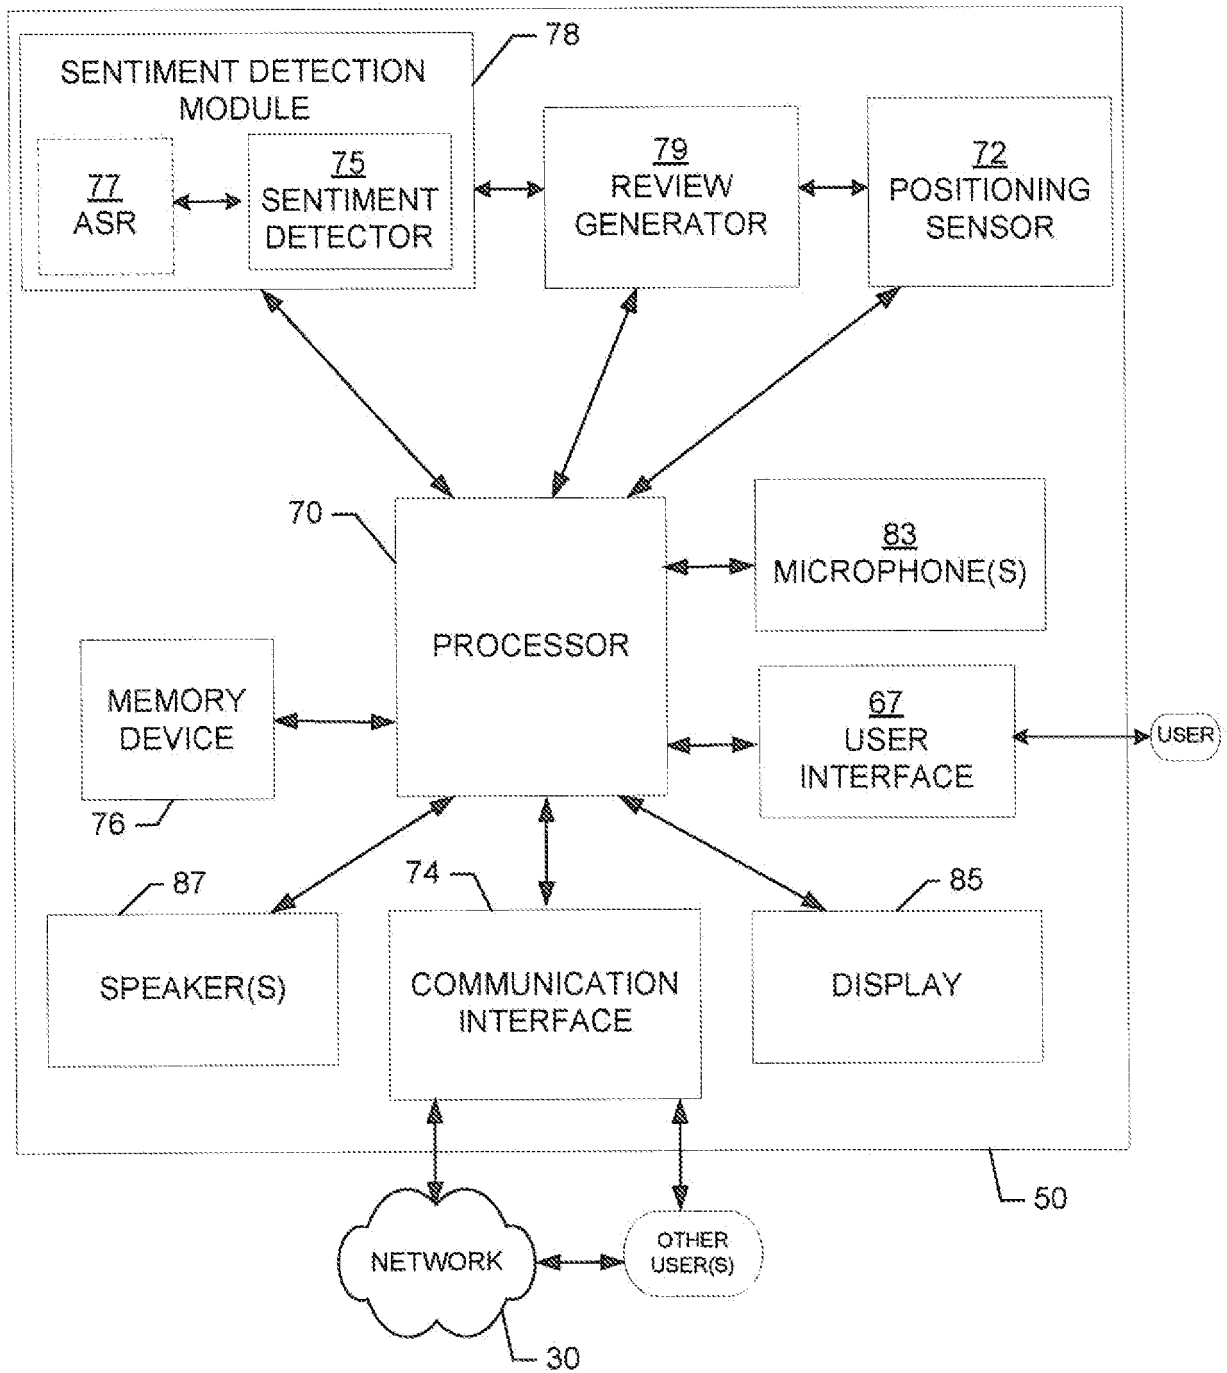 78
SENTIMENT DETECTION
MODULE
77
ASR
75
SENTIMENT
DETECTOR
79
REVIEW
GENERATOR
72
POSITIONING
SENSOR
70
PROCESSOR
83
MICROPHONE(S)
MEMORY
DEVICE
76
67
USER
INTERFACE
USER
87
SPEAKER(S)
74
COMMUNICATION
INTERFACE
85
DISPLAY
50
NETWORK
30
OTHER
USER(S)